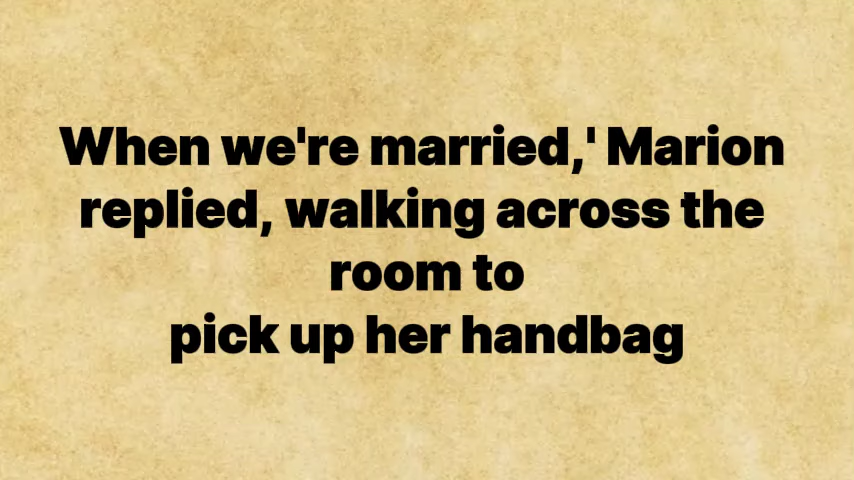 When we're married,' Marion
replied, walking across the
room to
pick up her handbag